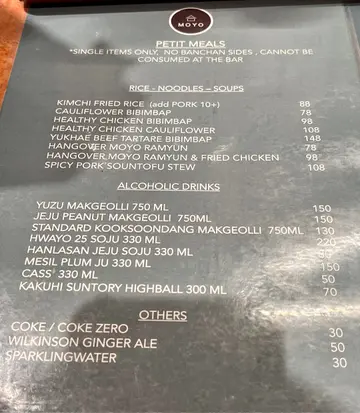 MOYO
PETIT MEALS
*SINGLE ITEMS ONLY, NO BANCHAN SIDES , CANNOT BE
CONSUMED AT THE BAR
RICE - NOODLES – SOUPS
KIMCHI FRIED RICE (add PORK 10+) 88
CAULIFLOWER BIBIMBAP 78
HEALTHY CHICKEN BIBIMBAP 98
HEALTHY CHICKEN CAULIFLOWER 108
YUKHAE BEEF TARTARE BIBIMBAP 148
HANGOVER MOYO RAMYUN 78
HANGOVER MOYO RAMYUN & FRIED CHICKEN 98
SPICY PORK SOUNTOFU STEW 108
ALCOHOLIC DRINKS
YUZU MAKGEOLLI 750 ML 150
JEJU PEANUT MAKGEOLLI 750ML 150
STANDARD KOOKSOONDANG MAKGEOLLI 750ML 130
HWAYO 25 SOJU 330 ML 220
HANLASAN JEJU SOJU 330 ML
MESIL PLUM JU 330 ML 150
CASS 330 ML 50
KAKUHI SUNTORY HIGHBALL 300 ML 70
OTHERS
COKE / COKE ZERO 30
WILKINSON GINGER ALE 50
SPARKLINGWATER 30